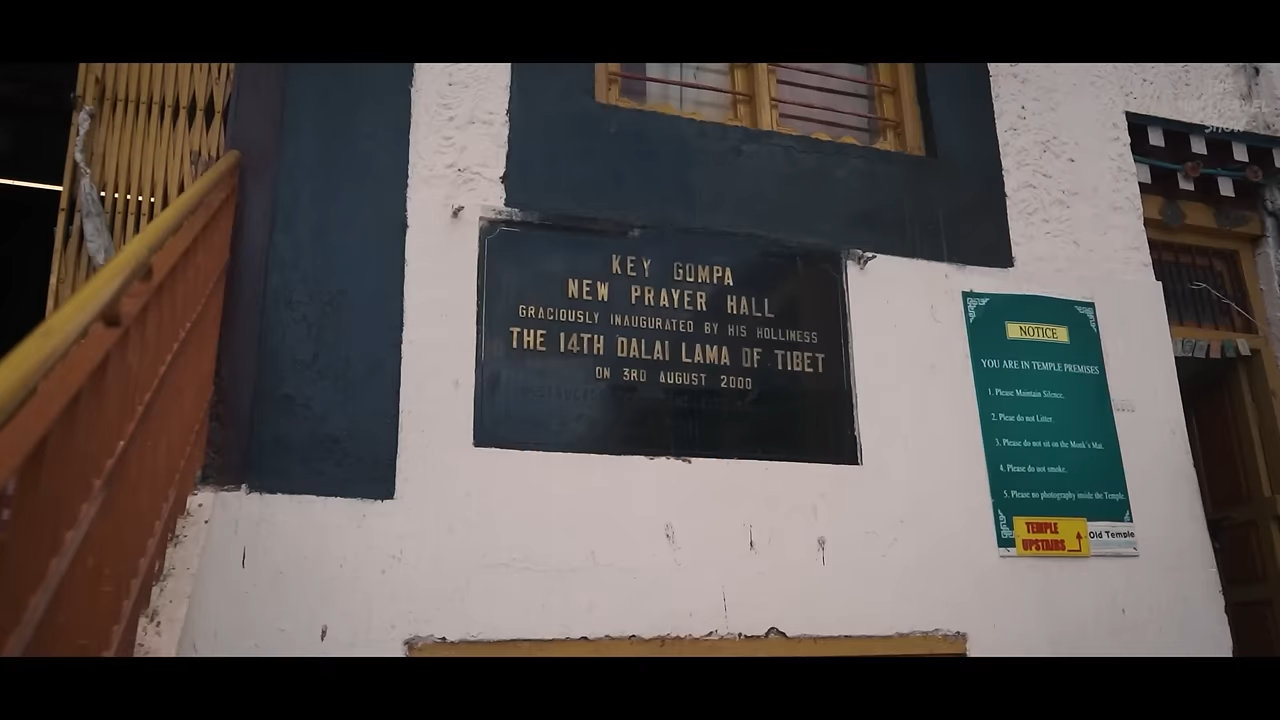 KEY GOMPA
NEW PRAYER HALL
GRACIOUSLY INAUGURATED BY HIS HOLLINESS
THE 14TH DALAI LAMA OF TIBET
ON 3RD AUGUST 2000
NOTICE
YOU ARE IN TEMPLE PREMISES
1. Please Maintain Silence.
2. Please do not Litter.
3. Please do not sit on the Monk's Mat.
4. Please do not smoke.
5. Please no photography inside the Temple.
TEMPLE
UPSTAIRS
Old Temple
THE
TRAVEL
SHOW